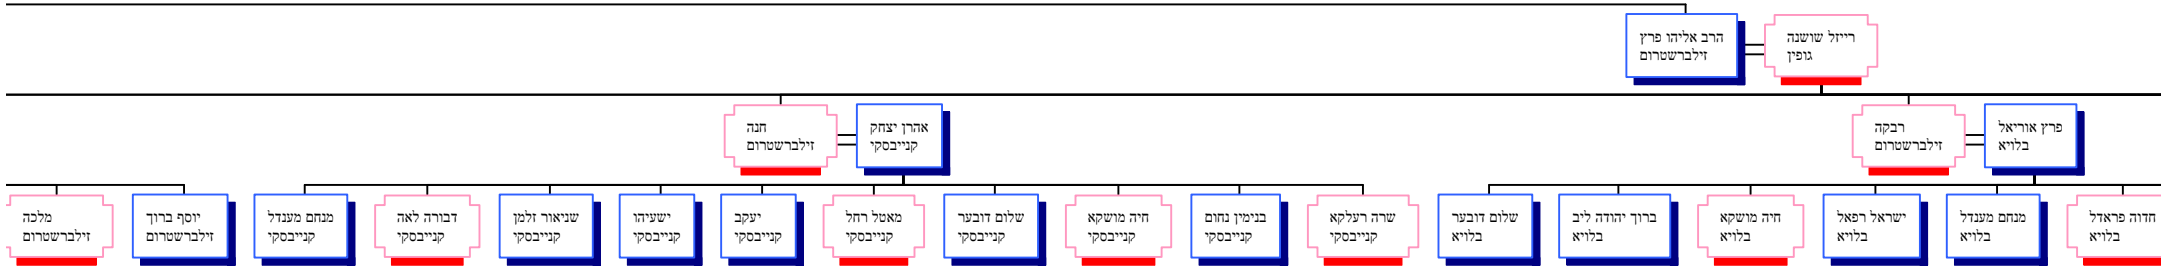 הרב אליהו פרץ
זילברשטרום
רייזל שושנה
גופין
חנה
זילברשטרום
אהרן יצחק
קנייבסקי
רבקה
זילברשטרום
פרץ אוריאל
בלויא
מלכה
זילברשטרום
יוסף ברוך
זילברשטרום
מנחם מענדל
קנייבסקי
דבורה לאה
קנייבסקי
שניאור זלמן
קנייבסקי
ישעיהו
קנייבסקי
יעקב
קנייבסקי
מאטל רחל
קנייבסקי
שלום דובער
קנייבסקי
חיה מושקא
קנייבסקי
בנימין נחום
קנייבסקי
שרה רעלקא
קנייבסקי
שלום דובער
בלויא
ברוך יהודה ליב
בלויא
חיה מושקא
בלויא
ישראל רפאל
בלויא
מנחם מענדל
בלויא
חדוה פראדל
בלויא